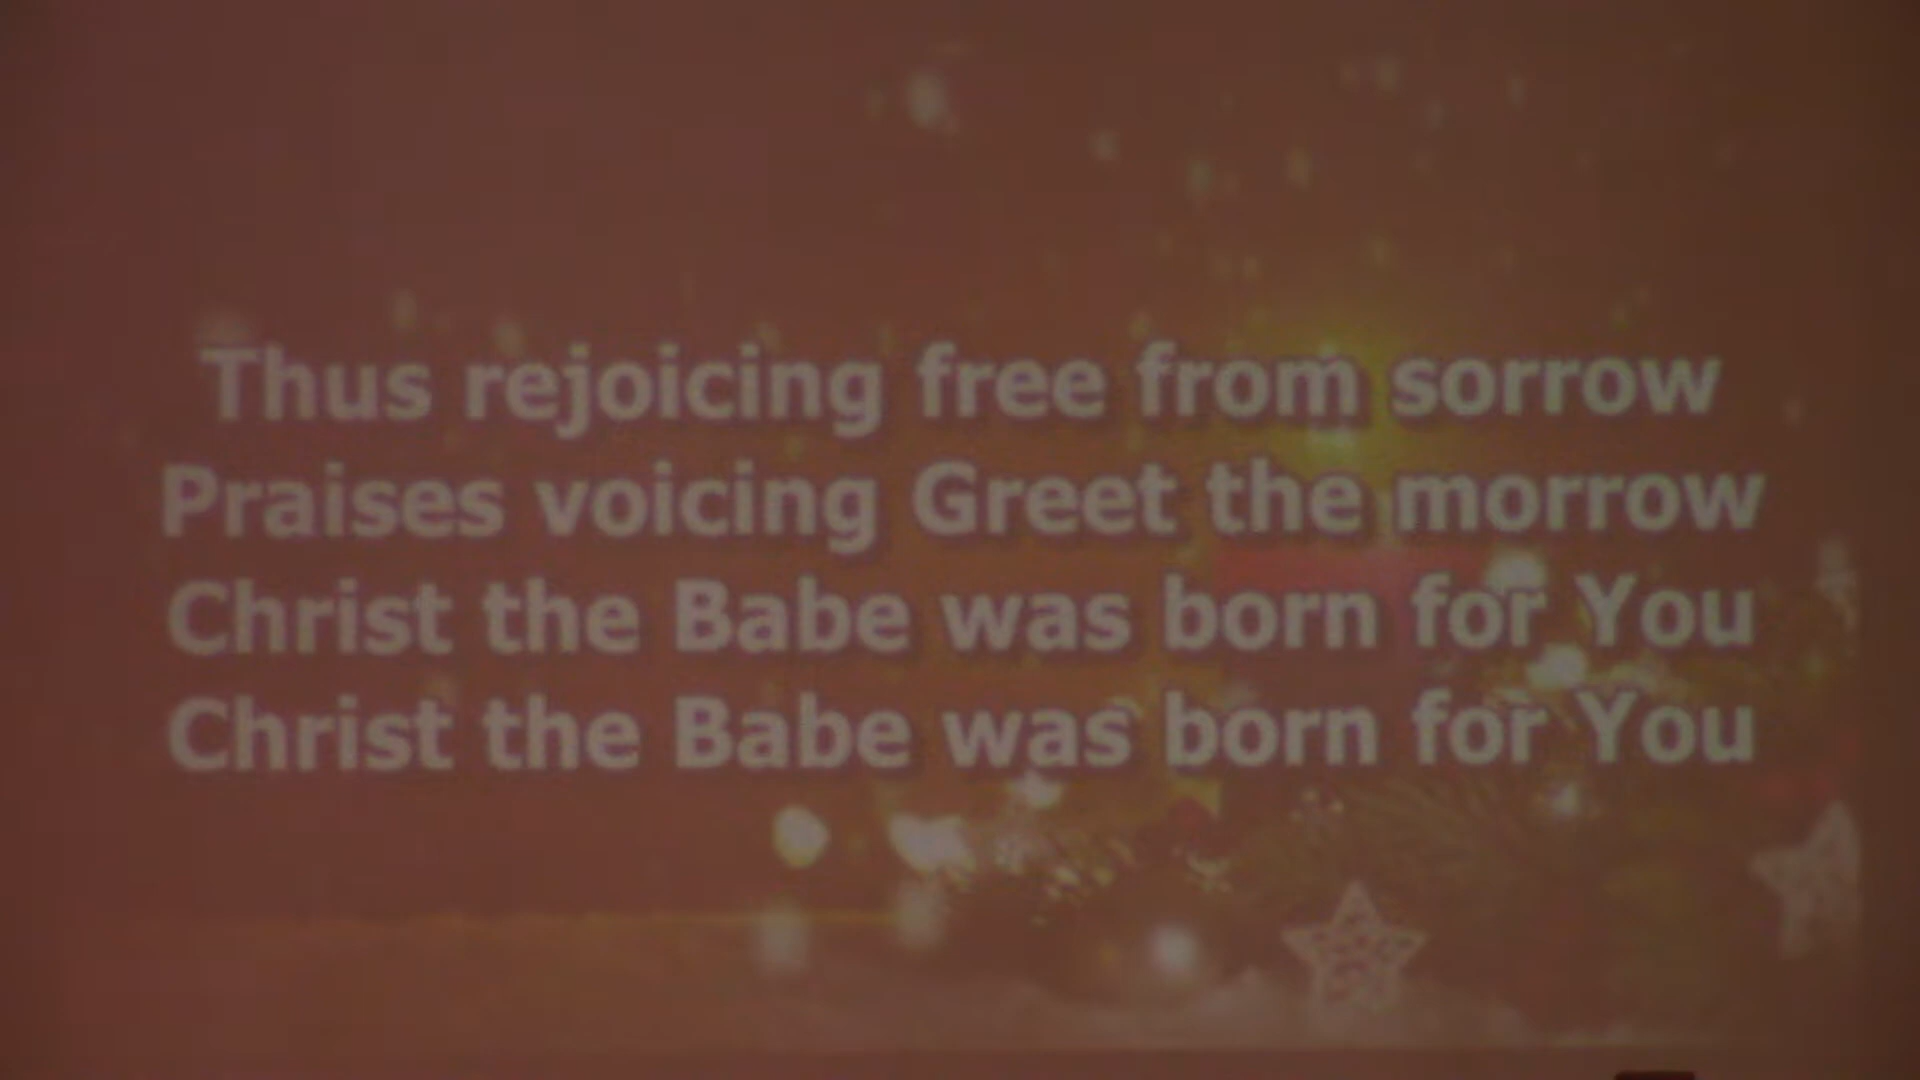 Thus rejoicing free from sorrow
Praises voicing Greet the morrow
Christ the Babe was born for You
Christ the Babe was born for You